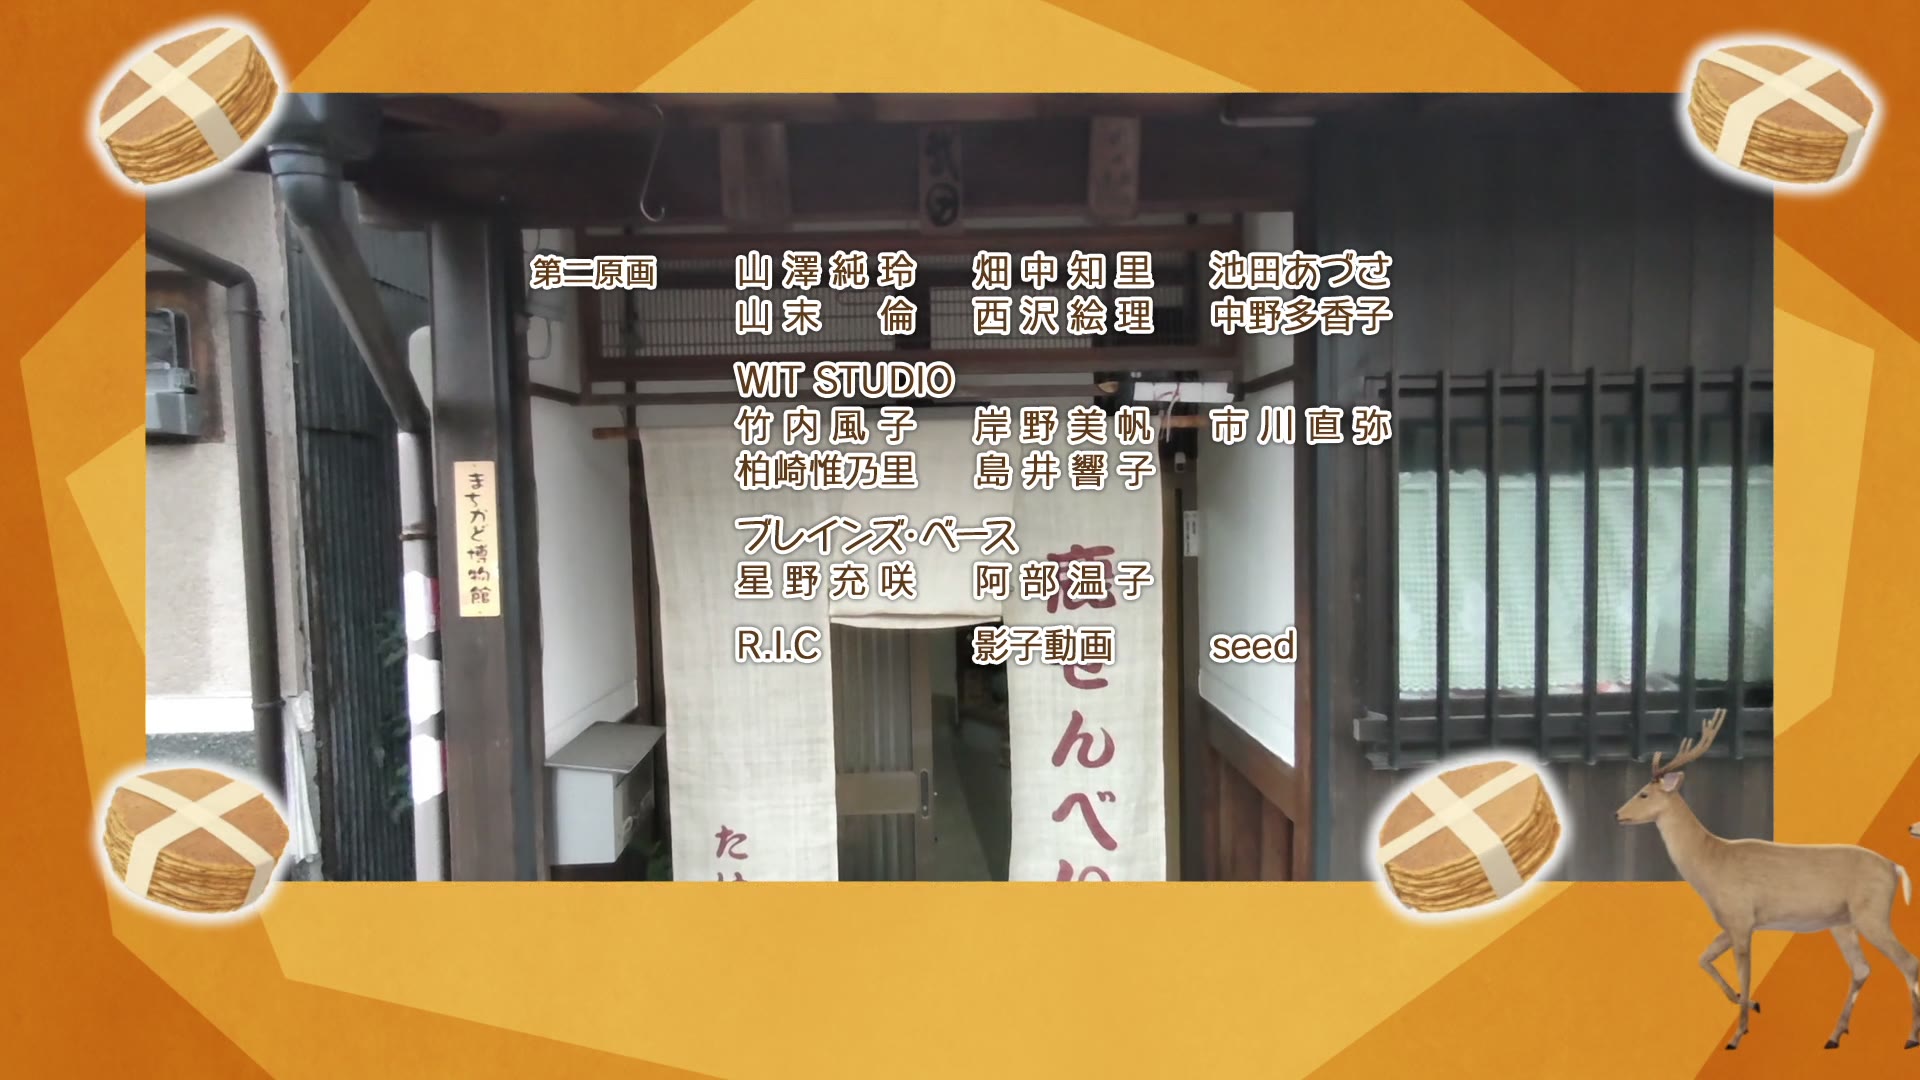 第二原画 山澤純玲 畑中知里 池田あづさ
山末 倫 西沢絵理 中野多香子
WIT STUDIO
竹内風子 岸野美帆 市川直弥
柏崎惟乃里 島井響子
ブレインズ・ベース
星野充咲 阿部温子
R.I.C 影子動画 seed
まちかど博物館
鹿せんべい
た